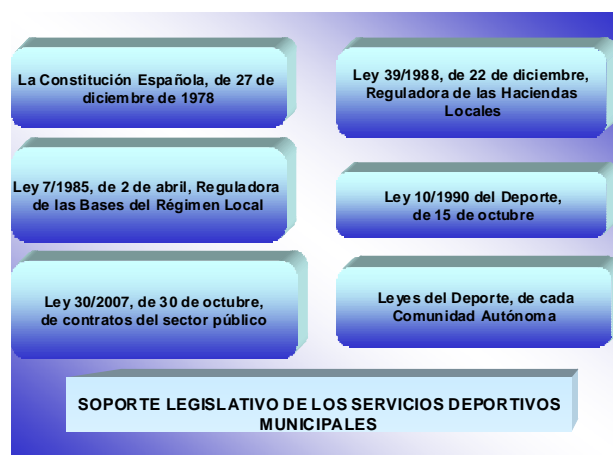 La Constitución Española, de 27 de
diciembre de 1978
Ley 39/1988, de 22 de diciembre,
Reguladora de las Haciendas
Locales
Ley 7/1985, de 2 de abril, Reguladora
de las Bases del Régimen Local
Ley 10/1990 del Deporte,
de 15 de octubre
Ley 30/2007, de 30 de octubre,
de contratos del sector público
Leyes del Deporte, de cada
Comunidad Autónoma
SOPORTE LEGISLATIVO DE LOS SERVICIOS DEPORTIVOS
MUNICIPALES